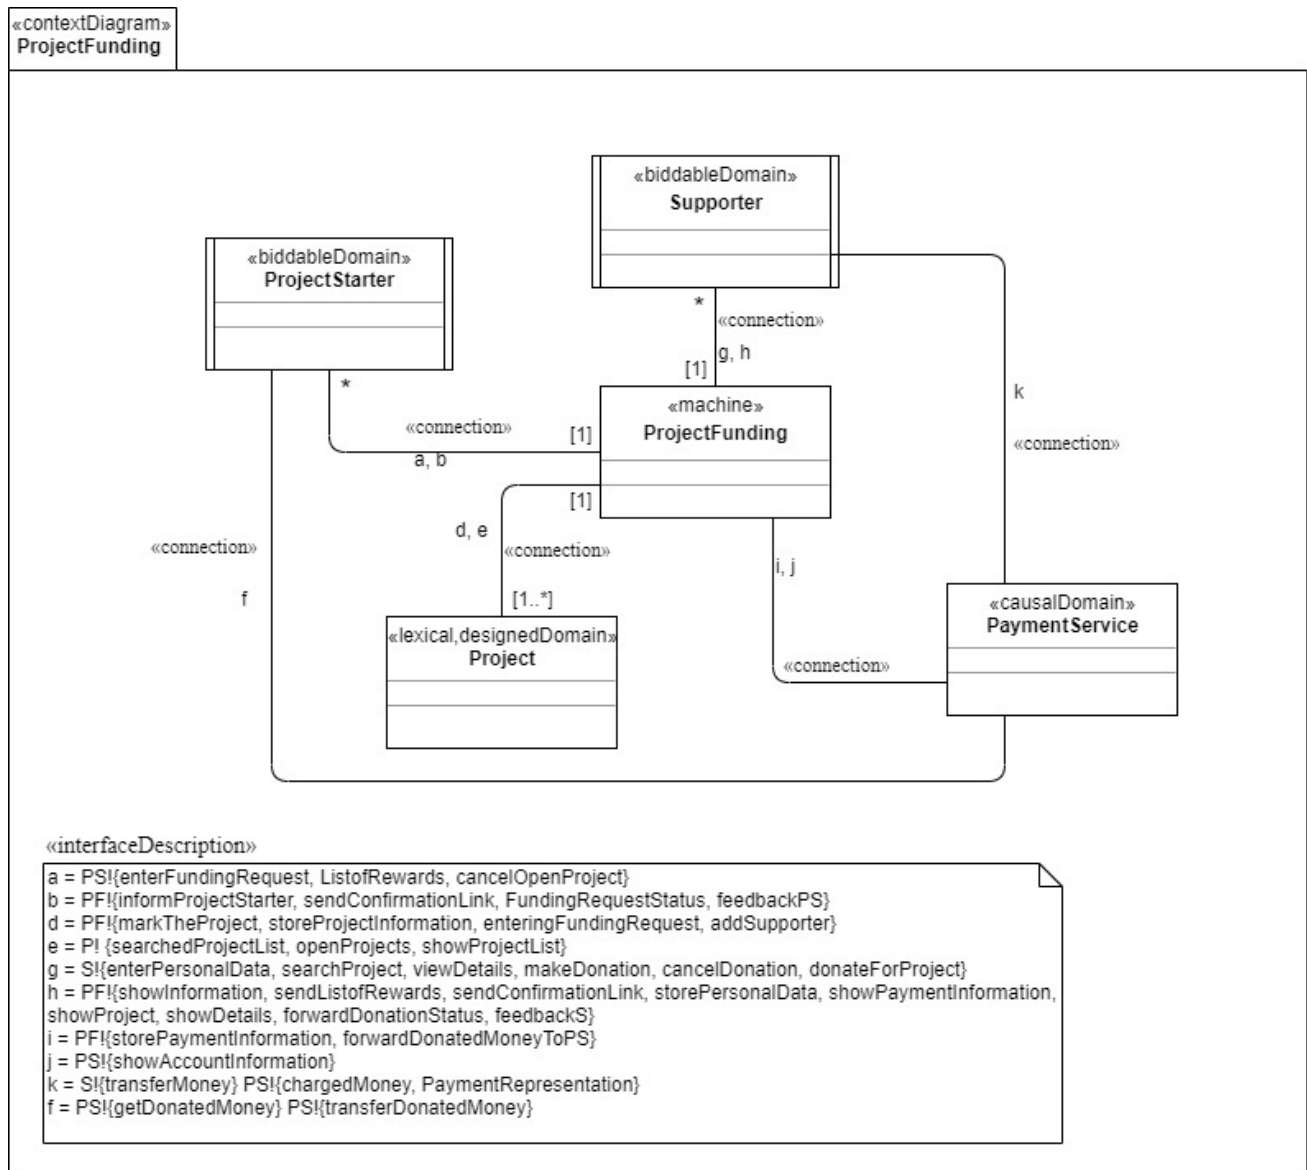 «contextDiagram»
ProjectFunding
«biddableDomain»
Supporter
«biddableDomain»
ProjectStarter
*
«connection»
g, h
[1]
*
«connection»
[1]
a, b
«machine»
ProjectFunding
k
«connection»
[1]
d, e
«connection»
[1..*]
«connection»
f
i, j
«lexical,designedDomain»
Project
«causalDomain»
PaymentService
«connection»
«interfaceDescription»
a = PS!{enterFundingRequest, ListofRewards, cancelOpenProject}
b = PF!{informProjectStarter, sendConfirmationLink, FundingRequestStatus, feedbackPS}
d = PF!{markTheProject, storeProjectInformation, enteringFundingRequest, addSupporter}
e = P! {searchedProjectList, openProjects, showProjectList}
g = S!{enterPersonalData, searchProject, viewDetails, makeDonation, cancelDonation, donateForProject}
h = PF!{showInformation, sendListofRewards, sendConfirmationLink, storePersonalData, showPaymentInformation,
showProject, showDetails, forwardDonationStatus, feedbackS}
i = PF!{storePaymentInformation, forwardDonatedMoneyToPS}
j = PS!{showAccountInformation}
k = S!{transferMoney} PS!{chargedMoney, PaymentRepresentation}
f = PS!{getDonatedMoney} PS!{transferDonatedMoney}